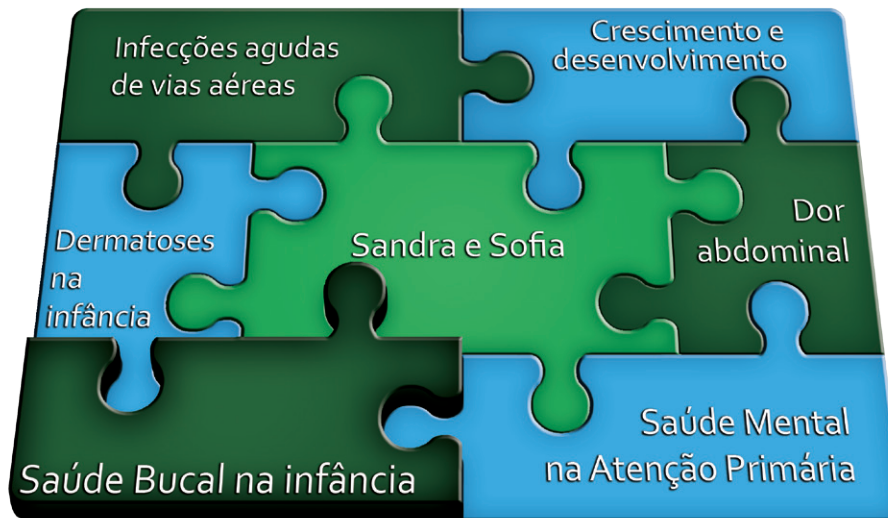 Infecções agudas
de vias aéreas
Crescimento e
desenvolvimento
Dermatoses
na
infância
Sandra e Sofia
Dor
abdominal
Saúde Bucal na infância
Saúde Mental
na Atenção Primária